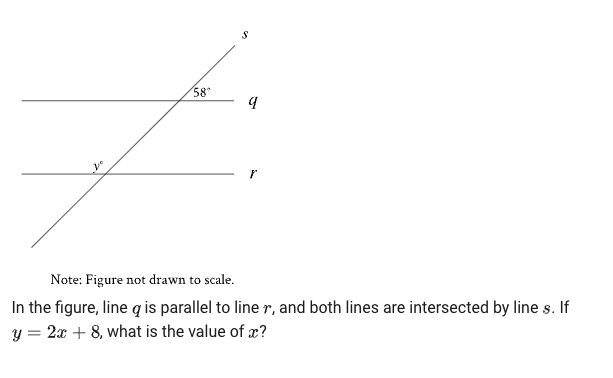 s
58°
q
y°
r
Note: Figure not drawn to scale.
In the figure, line q is parallel to line r, and both lines are intersected by line s. If
y = 2x + 8, what is the value of x?